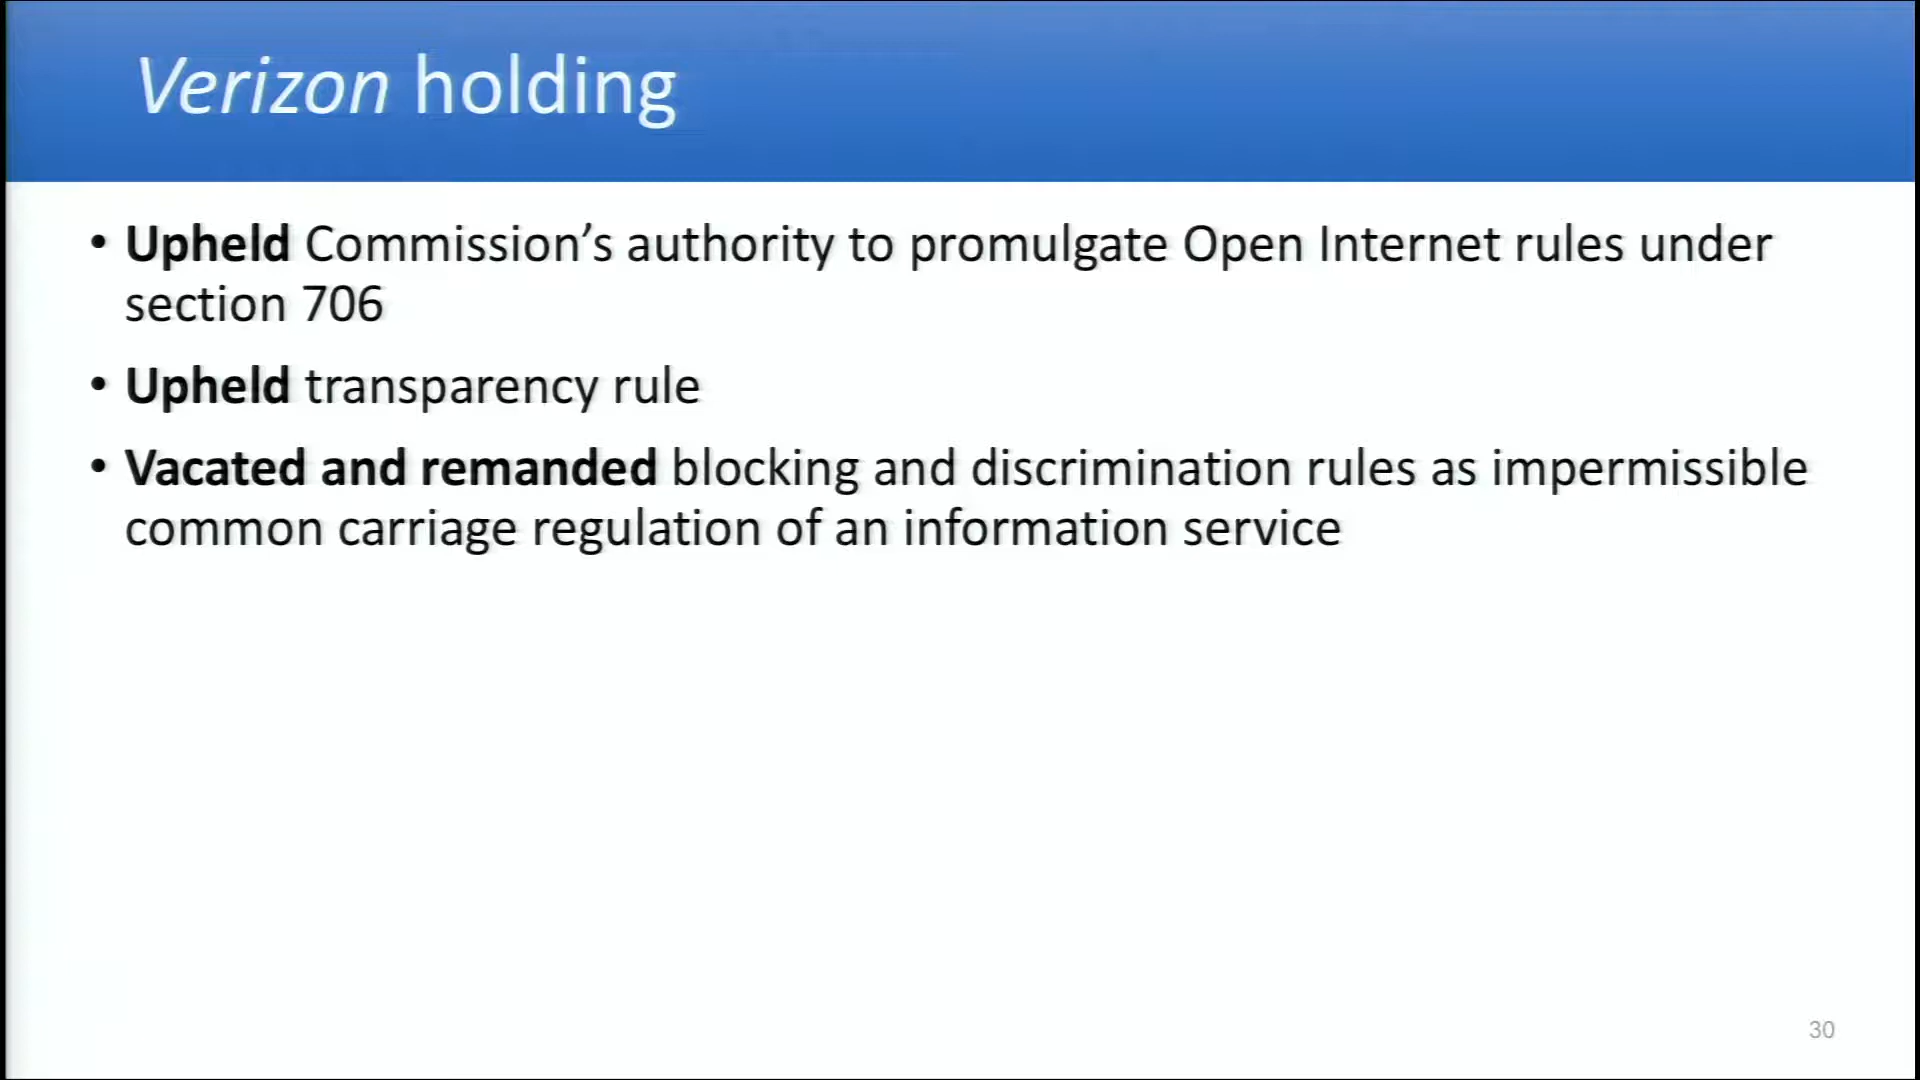 Verizon holding
• Upheld Commission’s authority to promulgate Open Internet rules under
section 706
• Upheld transparency rule
• Vacated and remanded blocking and discrimination rules as impermissible
common carriage regulation of an information service
30